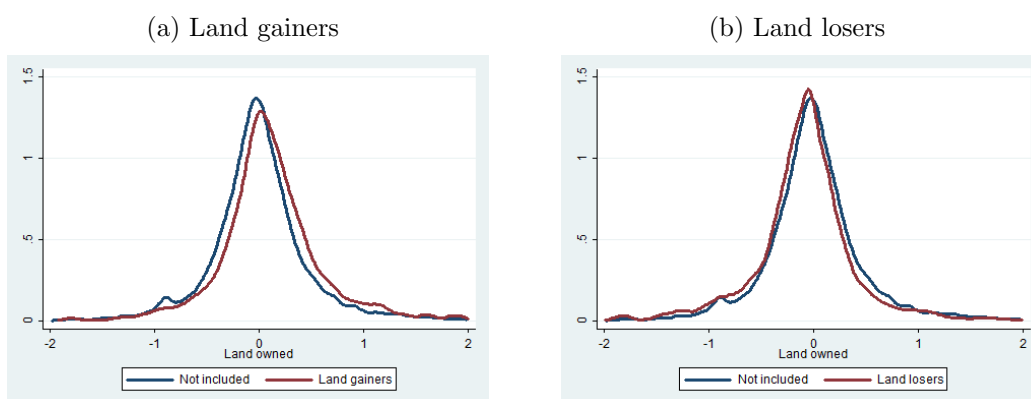 (a) Land gainers
1.5
1
.5
0
-2
-1
0
1
2
Land owned
Not included
Land gainers
(b) Land losers
1.5
1
.5
0
-2
-1
0
1
2
Land owned
Not included
Land losers